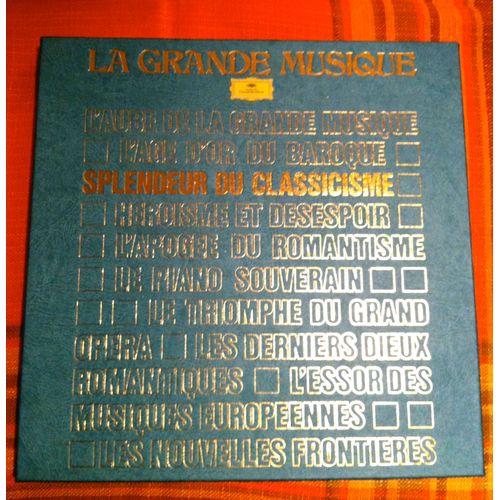 LA GRANDE MUSIQUE
L'AUBE DE LA GRANDE MUSIQUE
L'AGE D'OR DU BAROQUE
SPLENDEUR DU CLASSICISME
HEROISME ET DESESPOIR
L'APOGEE DU ROMANTISME
LE PIANO SOUVERAIN
LE TRIOMPHE DU GRAND
OPERA LES DERNIERS DIEUX
ROMANTIQUES L'ESSOR DES
MUSIQUES EUROPEENNES
LES NOUVELLES FRONTIERES